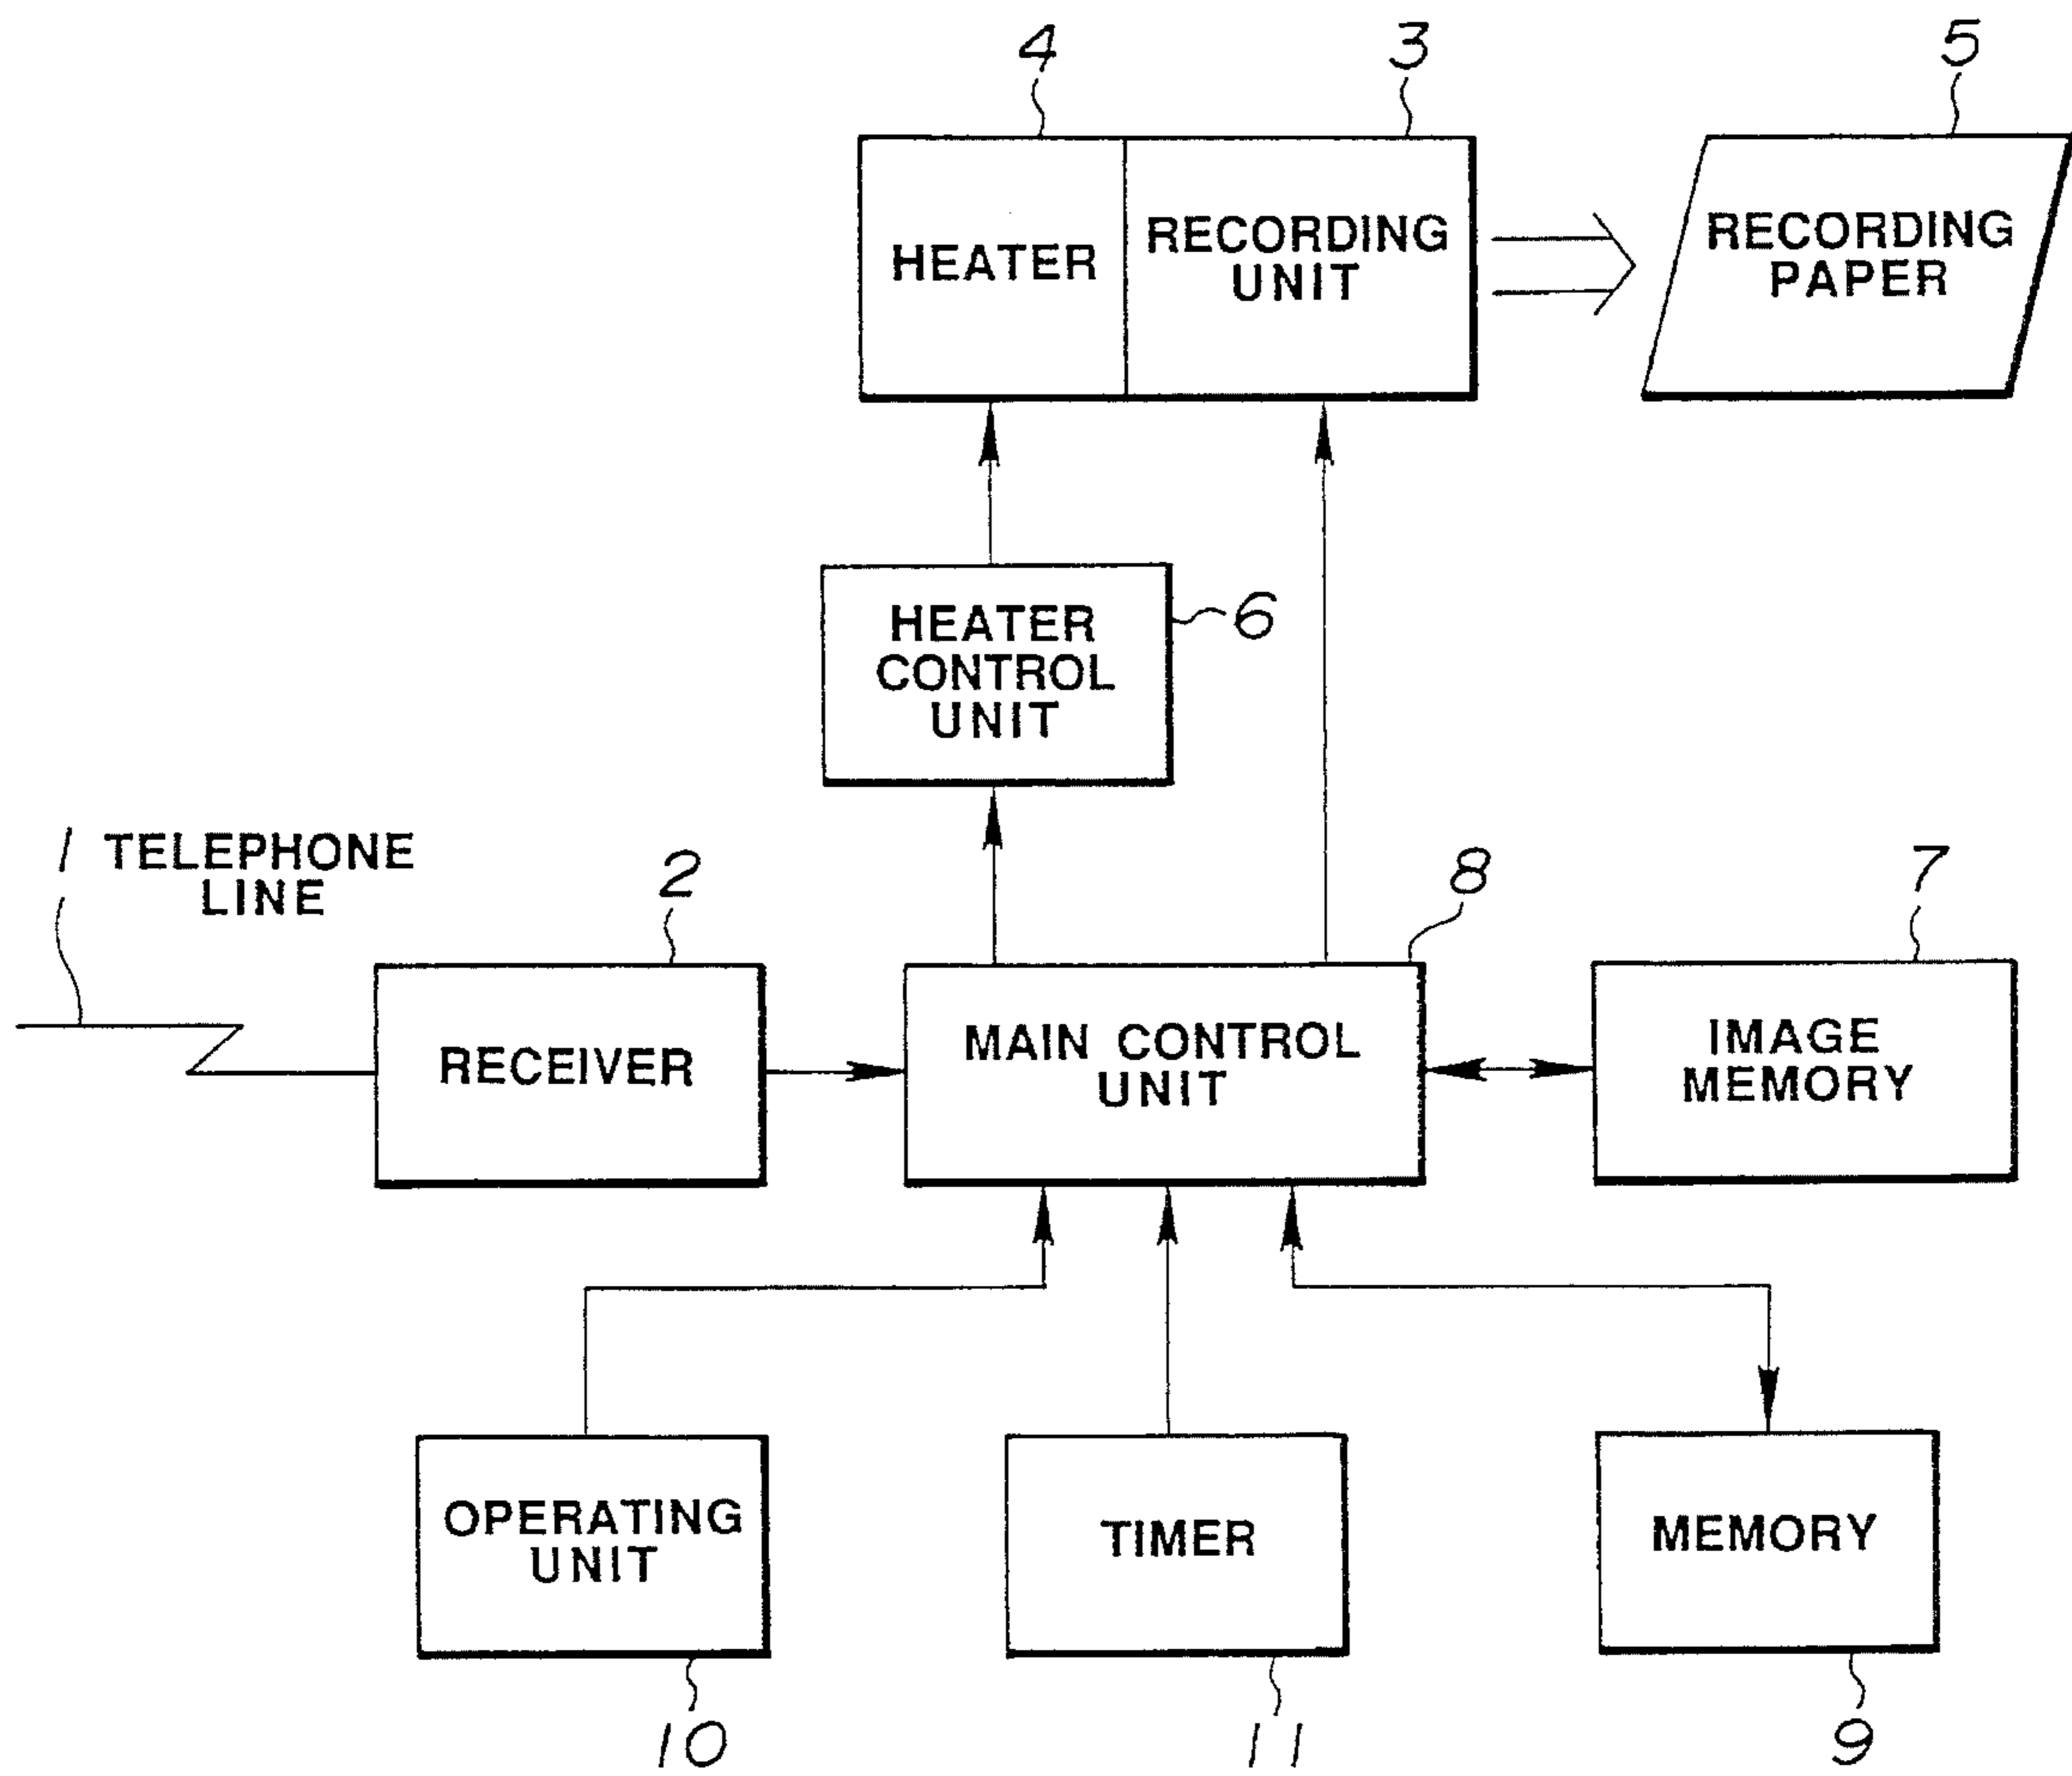 4
3
5
HEATER
RECORDING
UNIT
RECORDING
PAPER
HEATER
CONTROL
UNIT
6
1
TELEPHONE
LINE
2
8
7
RECEIVER
MAIN CONTROL
UNIT
IMAGE
MEMORY
OPERATING
UNIT
TIMER
MEMORY
10
11
9